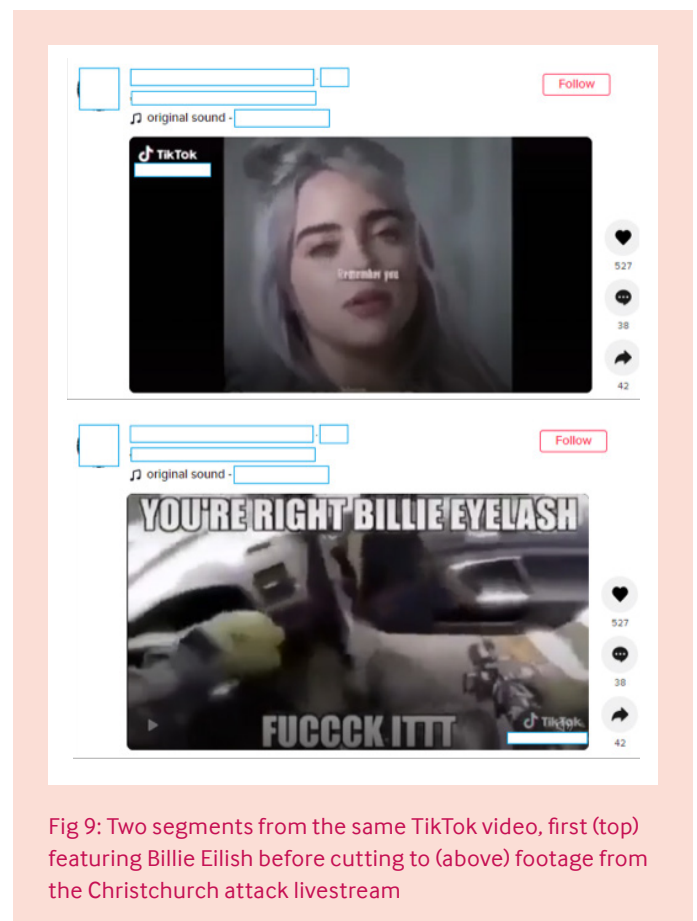 Follow
original sound -
TikTok
Remember you
527
38
42
Follow
original sound -
YOU'RE RIGHT BILLIE EYELASH
FUCCCK ITTT
TikTok
527
38
42
Fig 9: Two segments from the same TikTok video, first (top)
featuring Billie Eilish before cutting to (above) footage from
the Christchurch attack livestream